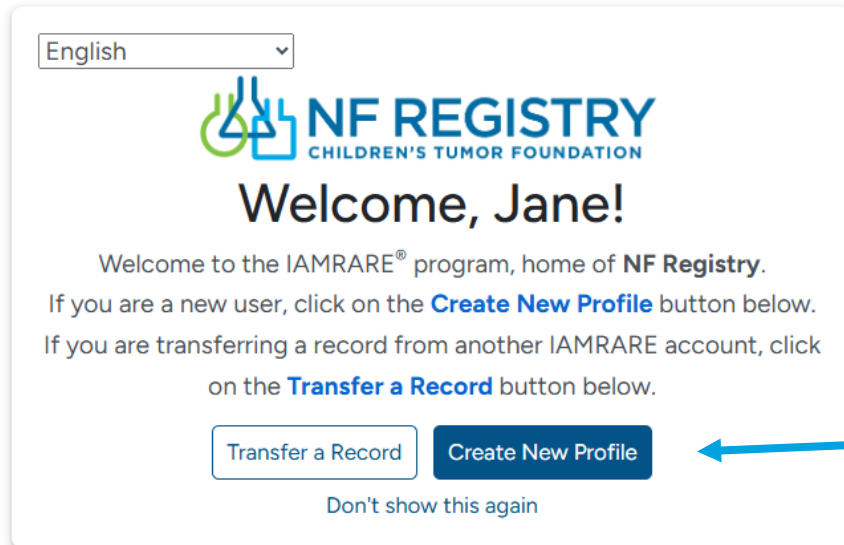 English
NF REGISTRY
CHILDREN'S TUMOR FOUNDATION
Welcome, Jane!
Welcome to the IAMRARE® program, home of NF Registry.
If you are a new user, click on the Create New Profile button below.
If you are transferring a record from another IAMRARE account, click
on the Transfer a Record button below.
Transfer a Record Create New Profile
Don't show this again